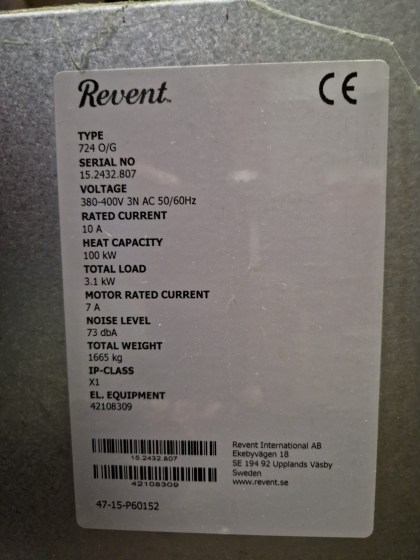 Revent™
CE
TYPE
724 O/G
SERIAL NO
15.2432.807
VOLTAGE
380-400V 3N AC 50/60Hz
RATED CURRENT
10 A
HEAT CAPACITY
100 kW
TOTAL LOAD
3.1 kW
MOTOR RATED CURRENT
7 A
NOISE LEVEL
73 dbA
TOTAL WEIGHT
1665 kg
IP-CLASS
X1
EL. EQUIPMENT
42108309
15.2432.807
42108309
Revent International AB
Ekebyvägen 18
SE 194 92 Upplands Väsby
Sweden
www.revent.se
47-15-P60152